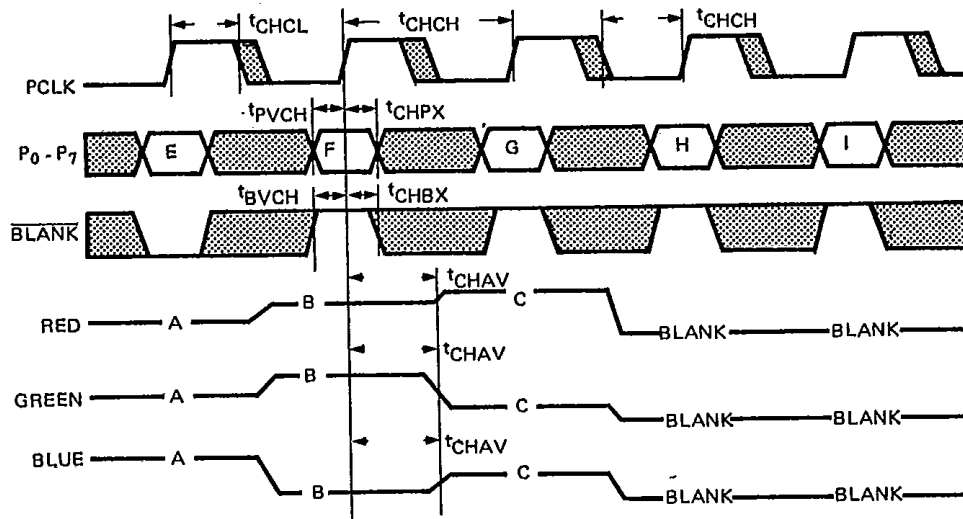 tCHCL tCHCH tCHCH
PCLK
tPVCH tCHPX
P0 - P7 E F G H I
tBVCH tCHBX
BLANK
tCHAV
RED A B C BLANK BLANK
tCHAV
GREEN A B C BLANK BLANK
tCHAV
BLUE A B C BLANK BLANK